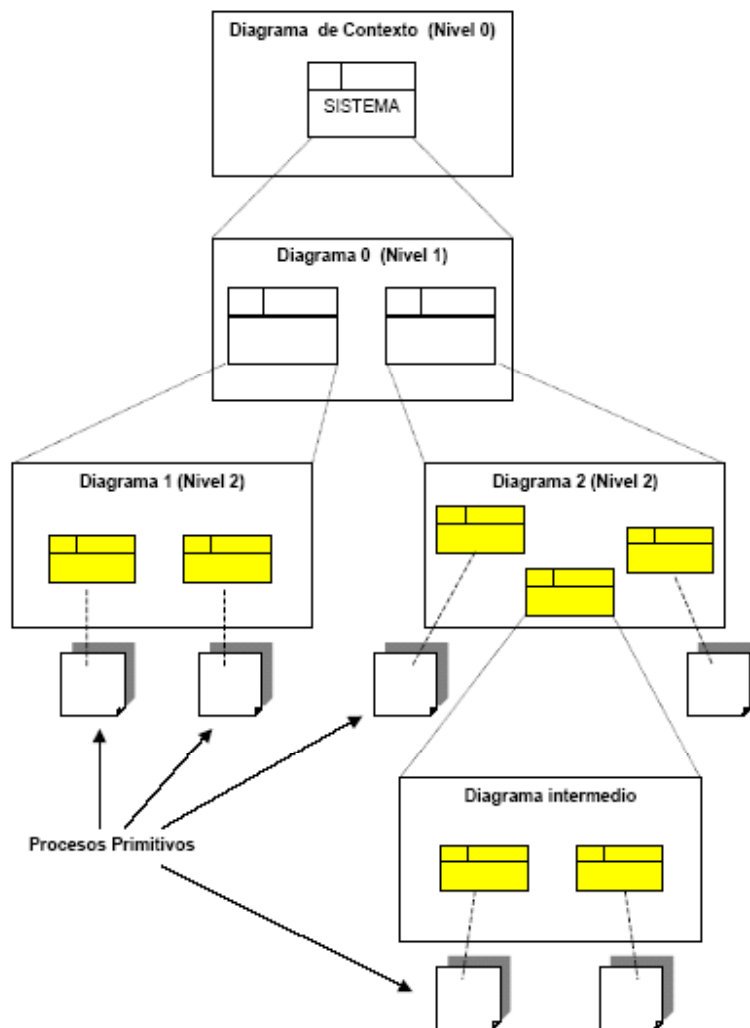 Diagrama de Contexto (Nivel 0)
SISTEMA
Diagrama 0 (Nivel 1)
Diagrama 1 (Nivel 2)
Diagrama 2 (Nivel 2)
Diagrama intermedio
Procesos Primitivos